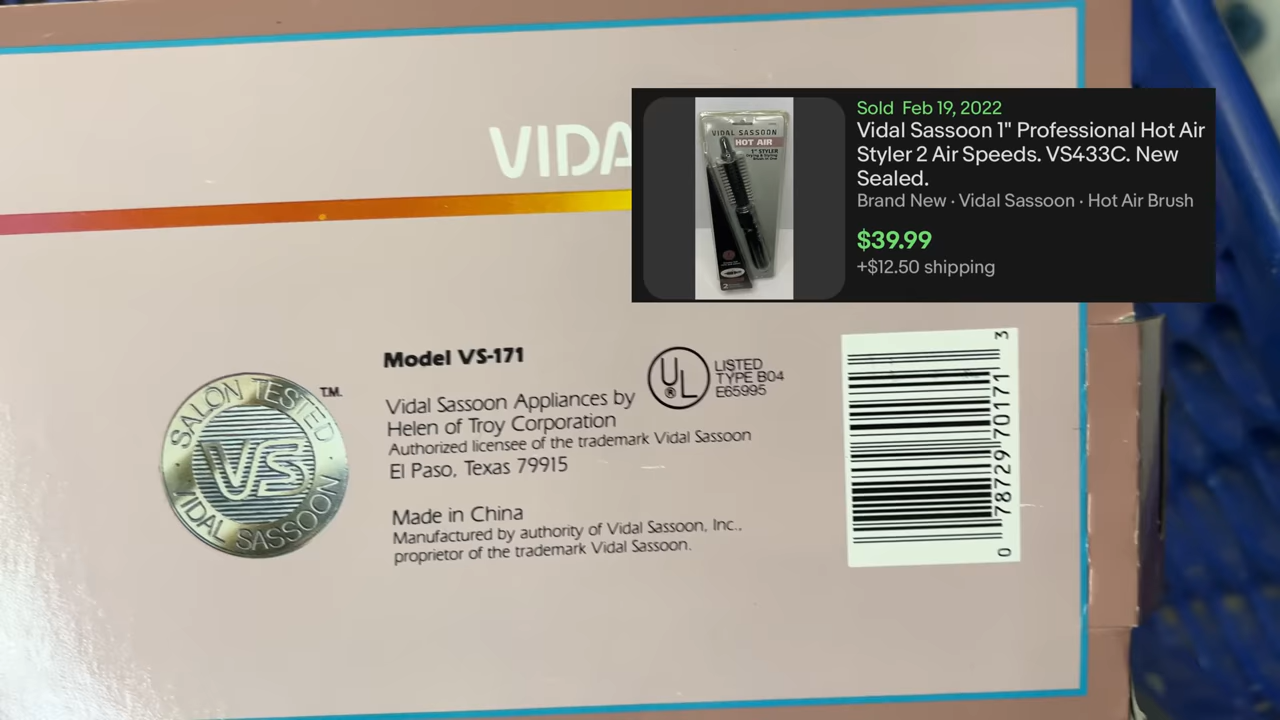 VIDA
Sold Feb 19, 2022
Vidal Sassoon 1" Professional Hot Air
Styler 2 Air Speeds. VS433C. New
Sealed.
Brand New · Vidal Sassoon · Hot Air Brush
$39.99
+$12.50 shipping
VIDAL SASSOON
HOT AIR
1" STYLER
2
Model VS-171
UL
®
LISTED
TYPE B04
E65995
SALON TESTED
T.M.
VS
VIDAL SASSOON
Vidal Sassoon Appliances by
Helen of Troy Corporation
Authorized licensee of the trademark Vidal Sassoon
El Paso, Texas 79915
Made in China
Manufactured by authority of Vidal Sassoon, Inc.,
proprietor of the trademark Vidal Sassoon.
0 78729 70171 3